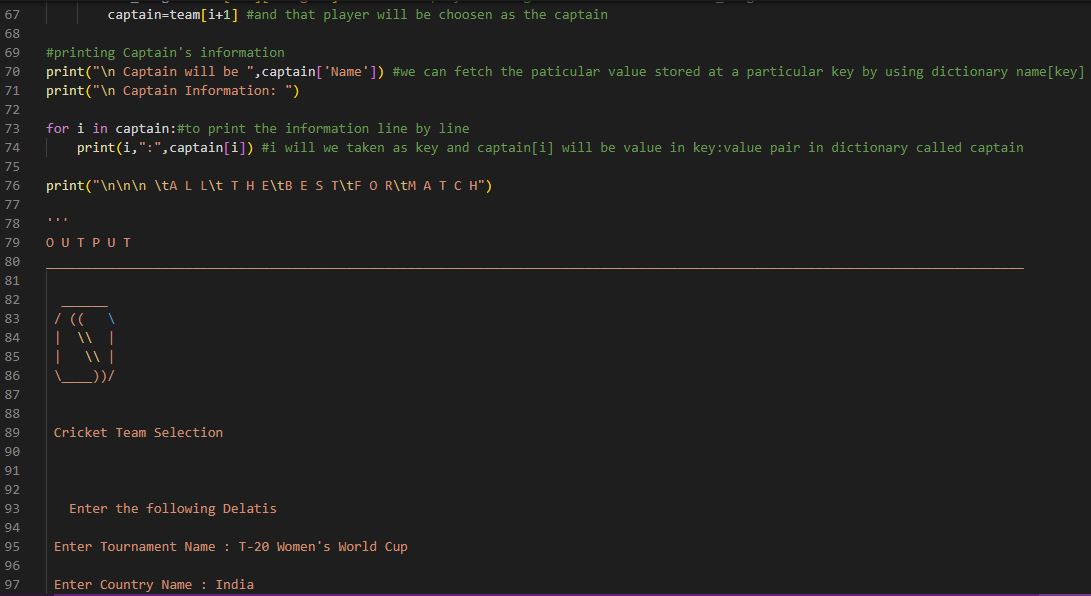 67 captain=team[i+1] #and that player will be choosen as the captain
68
69 #printing Captain's information
70 print("\n Captain will be ",captain['Name']) #we can fetch the paticular value stored at a particular key by using dictionary name[key]
71 print("\n Captain Information: ")
72
73 for i in captain:#to print the information line by line
74     print(i,":",captain[i]) #i will we taken as key and captain[i] will be value in key:value pair in dictionary called captain
75
76 print("\n\n\n \tA L L\t T H E\tB E S T\tF O R\tM A T C H")
77
78 '''
79 O U T P U T
80 _______________________________________________________________________________________________________________________________
81
82   ______
83  / ((   \
84  |  \\  |
85  |   \\ |
86  \____))/
87
88
89  Cricket Team Selection
90
91
92
93    Enter the following Delatis
94
95  Enter Tournament Name : T-20 Women's World Cup
96
97  Enter Country Name : India